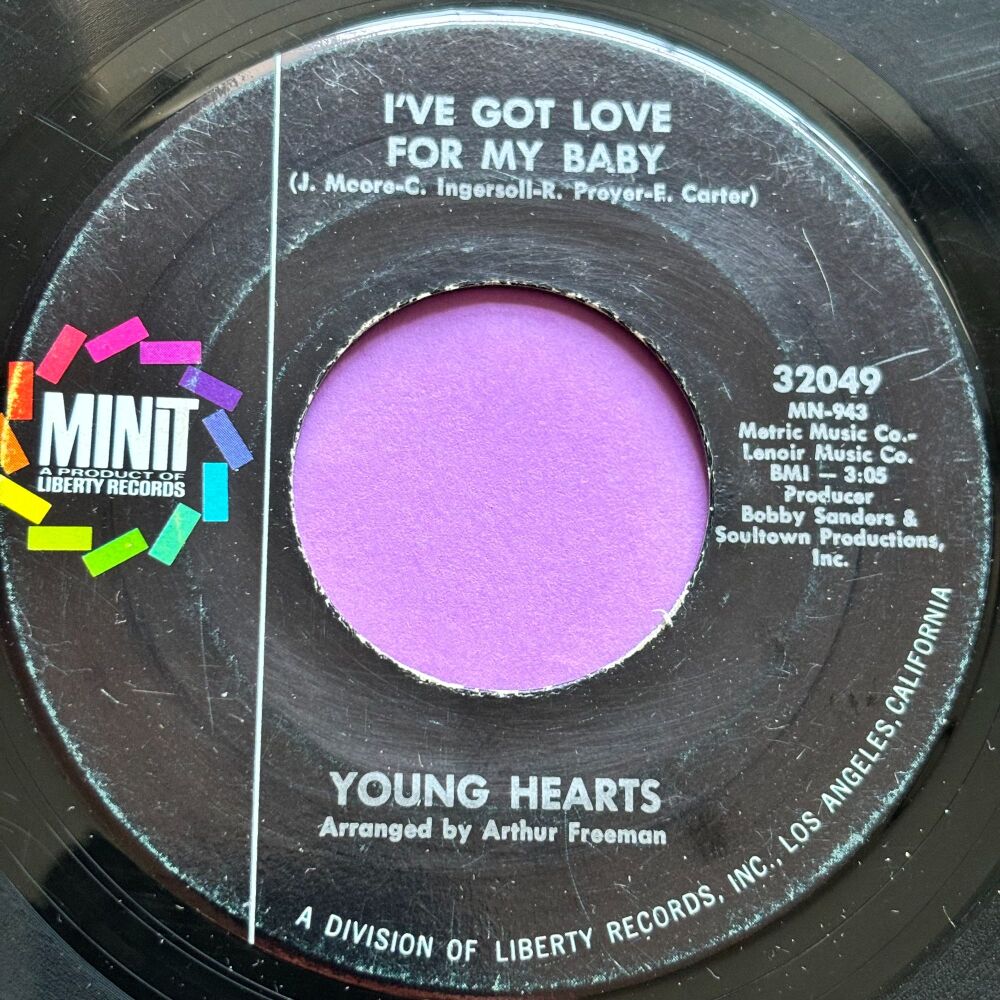 I'VE GOT LOVE
FOR MY BABY
(J. Moore-C. Ingersoll-R. Preyer-E. Carter)
MINIT
A PRODUCT OF
LIBERTY RECORDS
32049
MN-943
Metric Music Co.-
Lenoir Music Co.
BMI — 3:05
Producer
Bobby Sanders &
Soultown Productions,
Inc.
YOUNG HEARTS
Arranged by Arthur Freeman
A DIVISION OF LIBERTY RECORDS, INC., LOS ANGELES, CALIFORNIA